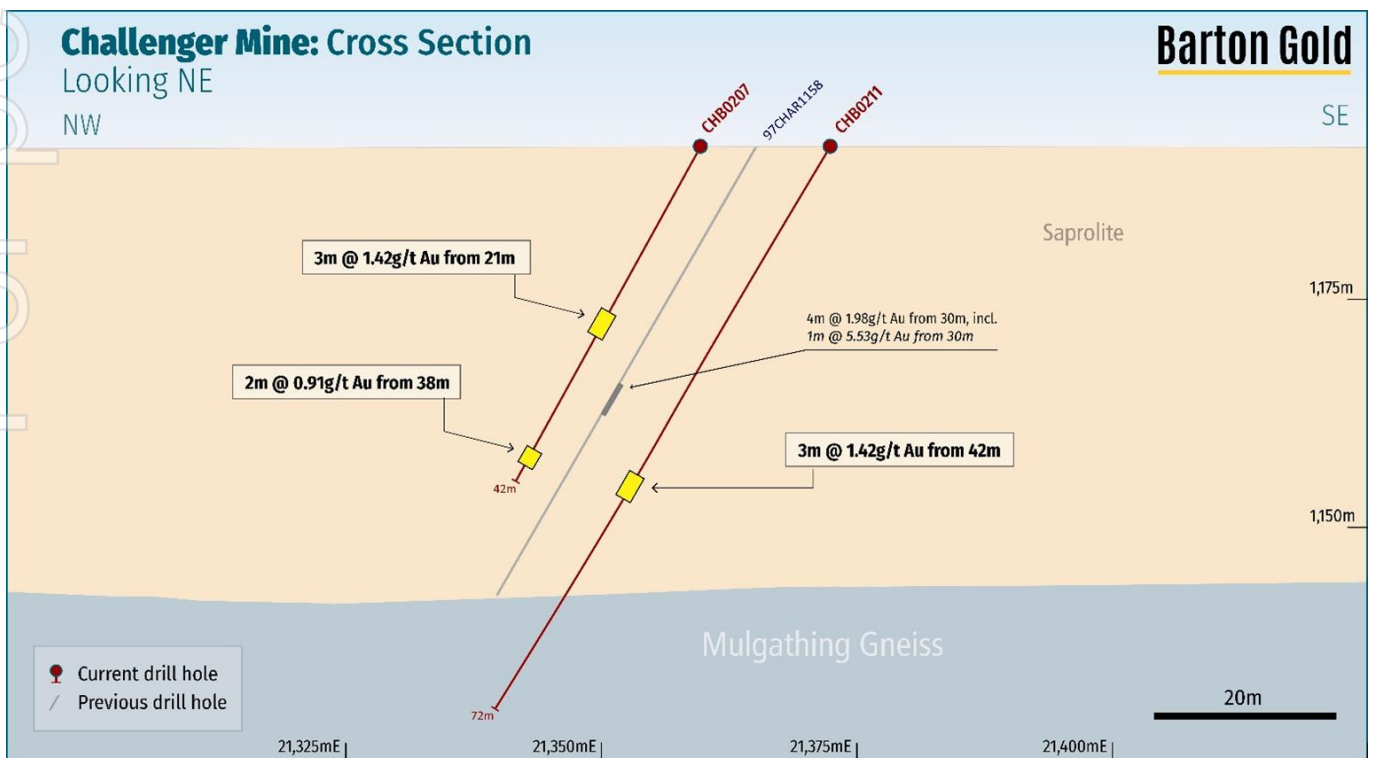 Challenger Mine: Cross Section
Looking NE
NW
Barton Gold
SE
CHB0207
97CHAR1158
CHB0211
Saprolite
3m @ 1.42g/t Au from 21m
1,175m
4m @ 1.98g/t Au from 30m, incl.
1m @ 5.53g/t Au from 30m
2m @ 0.91g/t Au from 38m
3m @ 1.42g/t Au from 42m
42m
1,150m
Mulgathing Gneiss
Current drill hole
Previous drill hole
72m
20m
21,325mE
21,350mE
21,375mE
21,400mE